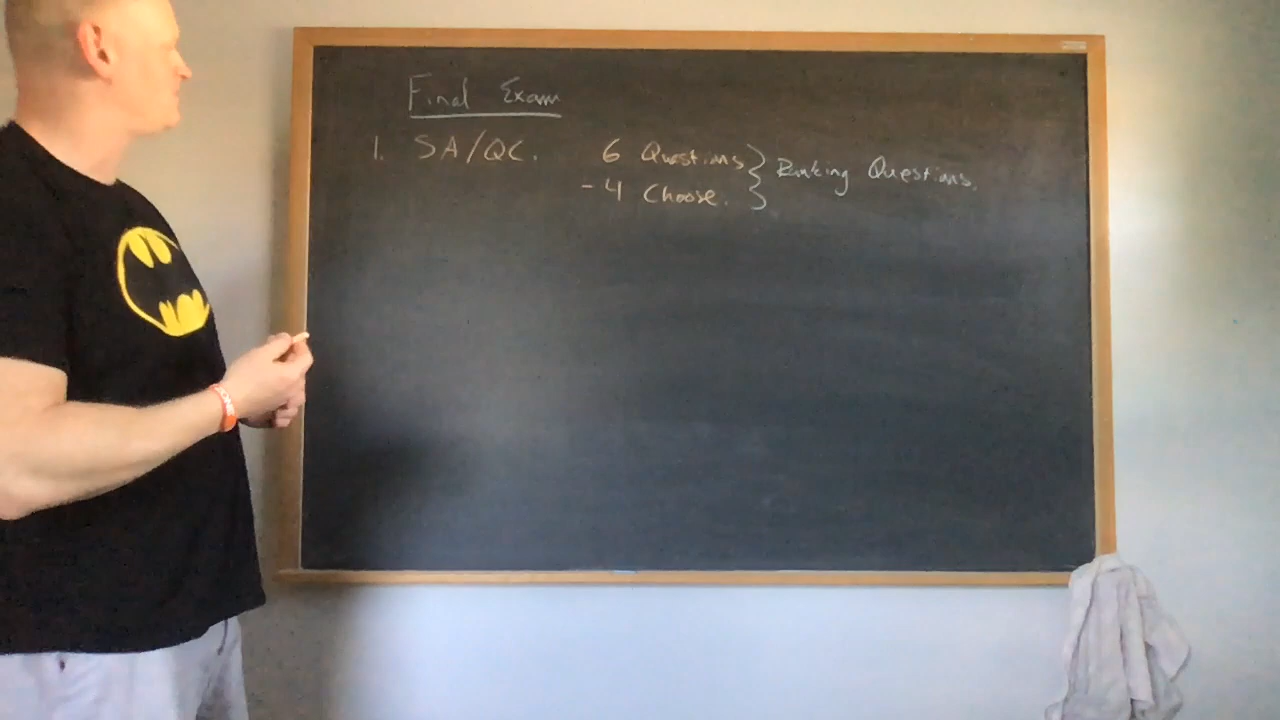 Final Exam
1. SA/QC. 6 Questions } Ranking Questions.
- 4 Choose.